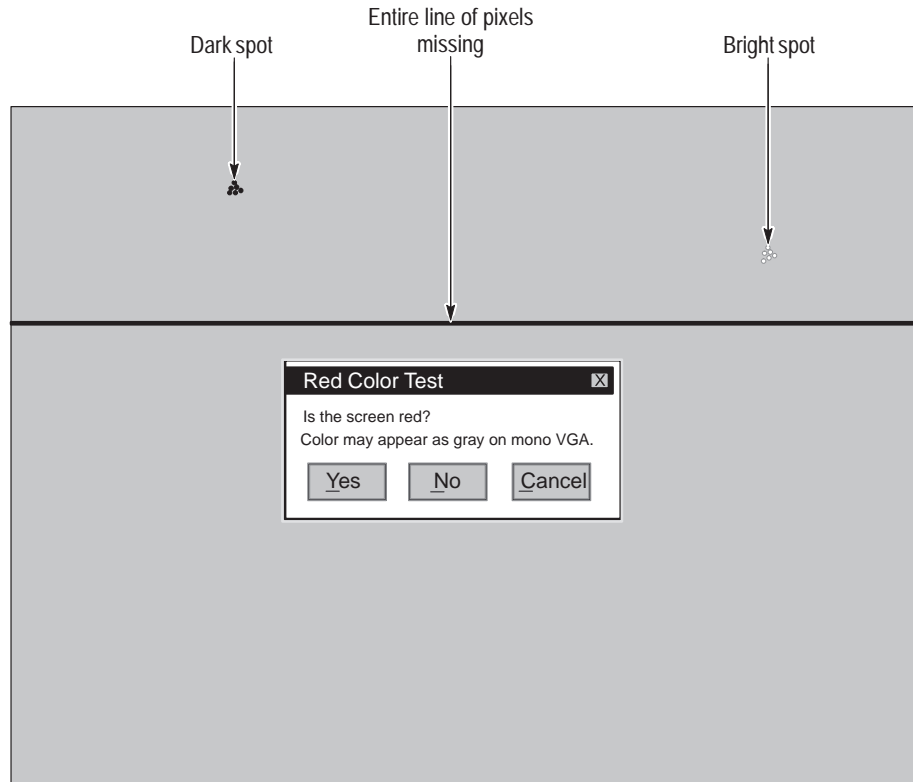 Dark spot
Entire line of pixels
missing
Bright spot
Red Color Test X
Is the screen red?
Color may appear as gray on mono VGA.
Yes No Cancel